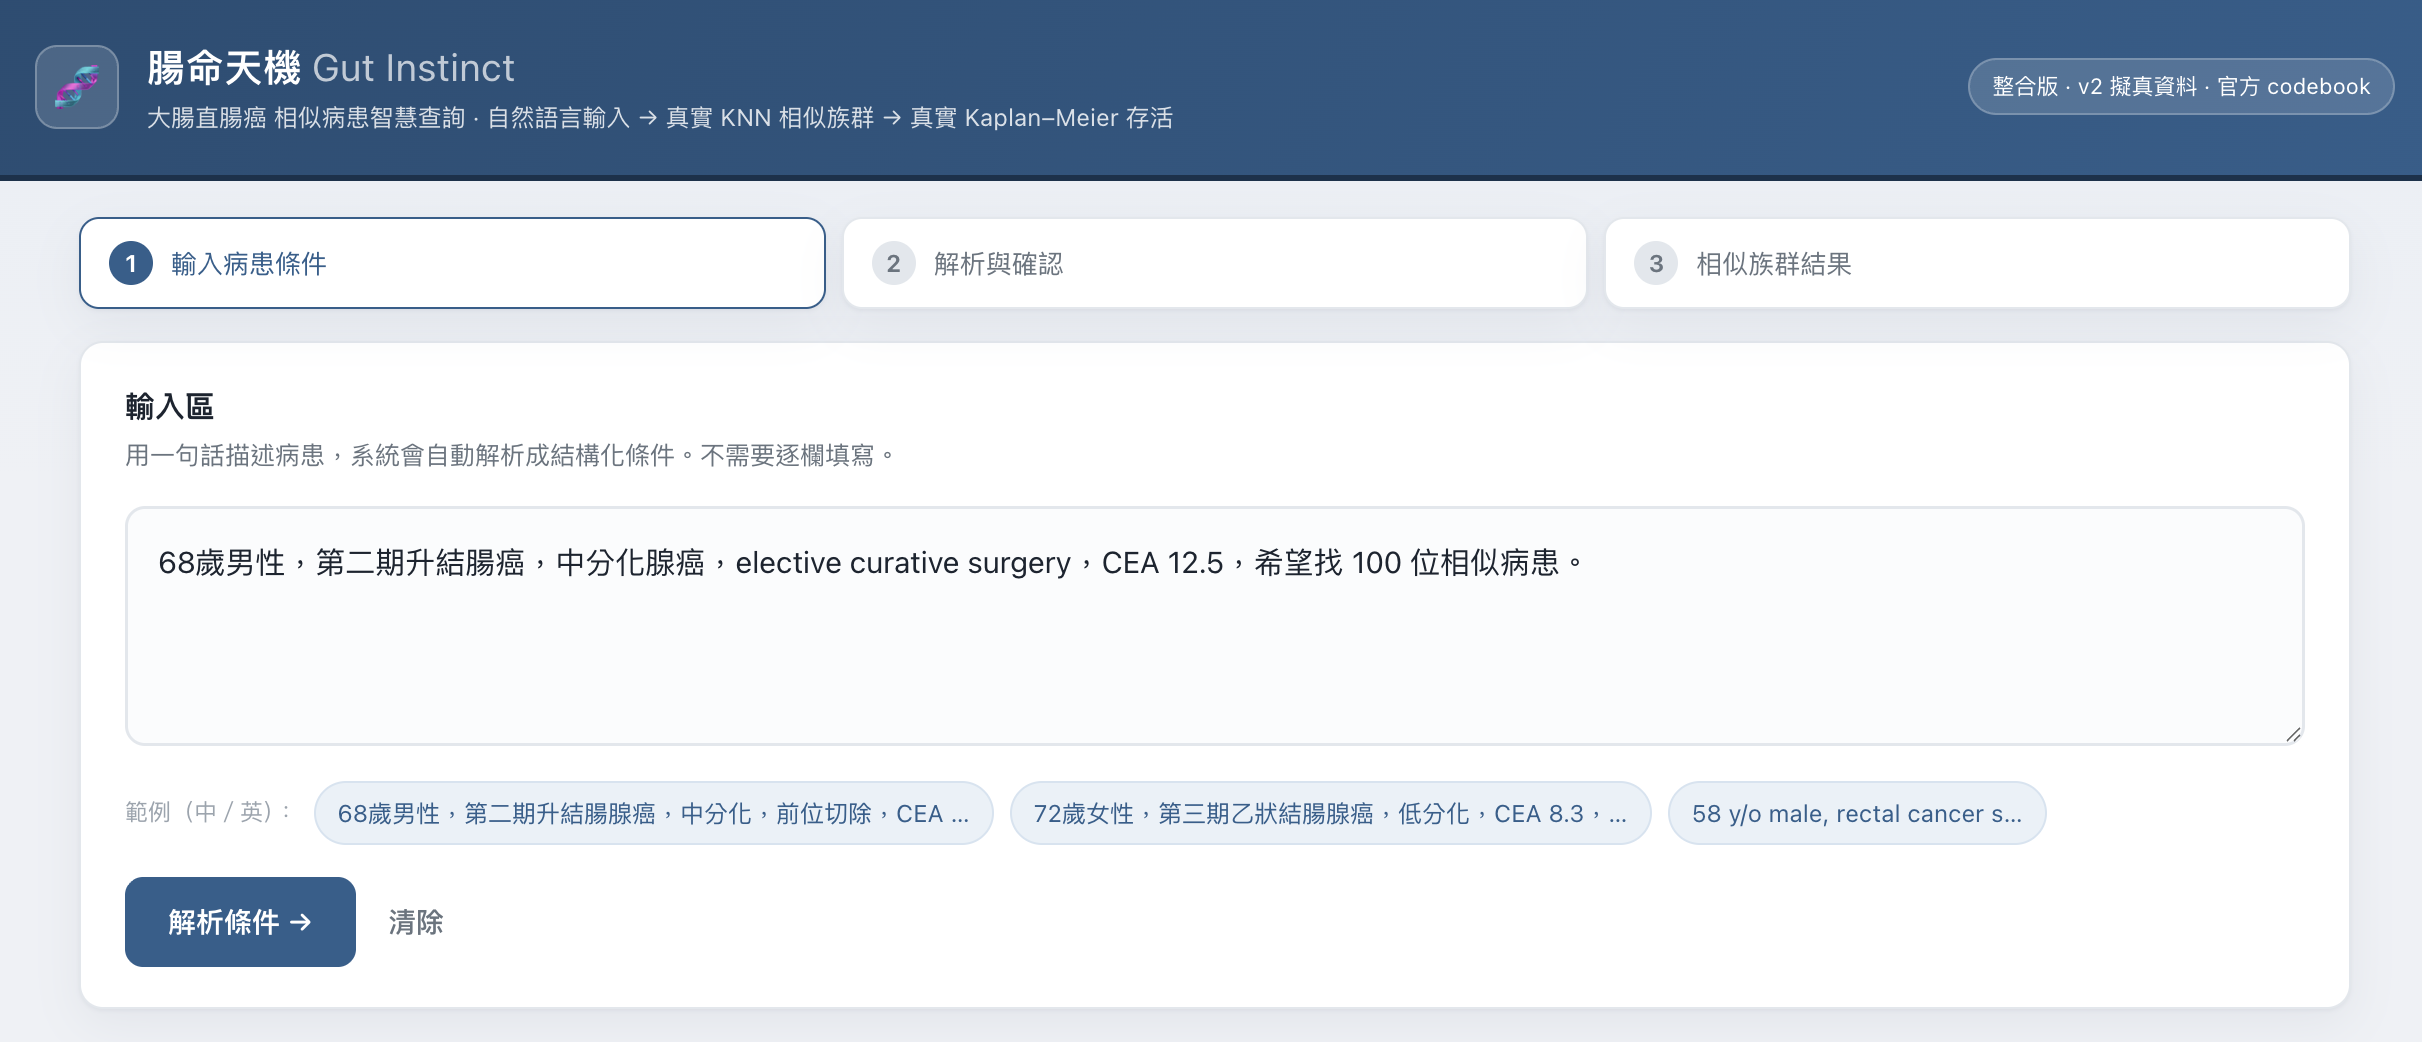 腸命天機 Gut Instinct
大腸直腸癌 相似病患智慧查詢 · 自然語言輸入 → 真實 KNN 相似族群 → 真實 Kaplan–Meier 存活
整合版 · v2 擬真資料 · 官方 codebook
1 輸入病患條件
2 解析與確認
3 相似族群結果
輸入區
用一句話描述病患，系統會自動解析成結構化條件。不需要逐欄填寫。
68歲男性，第二期升結腸癌，中分化腺癌，elective curative surgery，CEA 12.5，希望找 100 位相似病患。
範例（中 / 英）：
68歲男性，第二期升結腸腺癌，中分化，前位切除，CEA ...
72歲女性，第三期乙狀結腸腺癌，低分化，CEA 8.3，...
58 y/o male, rectal cancer s...
解析條件 →
清除